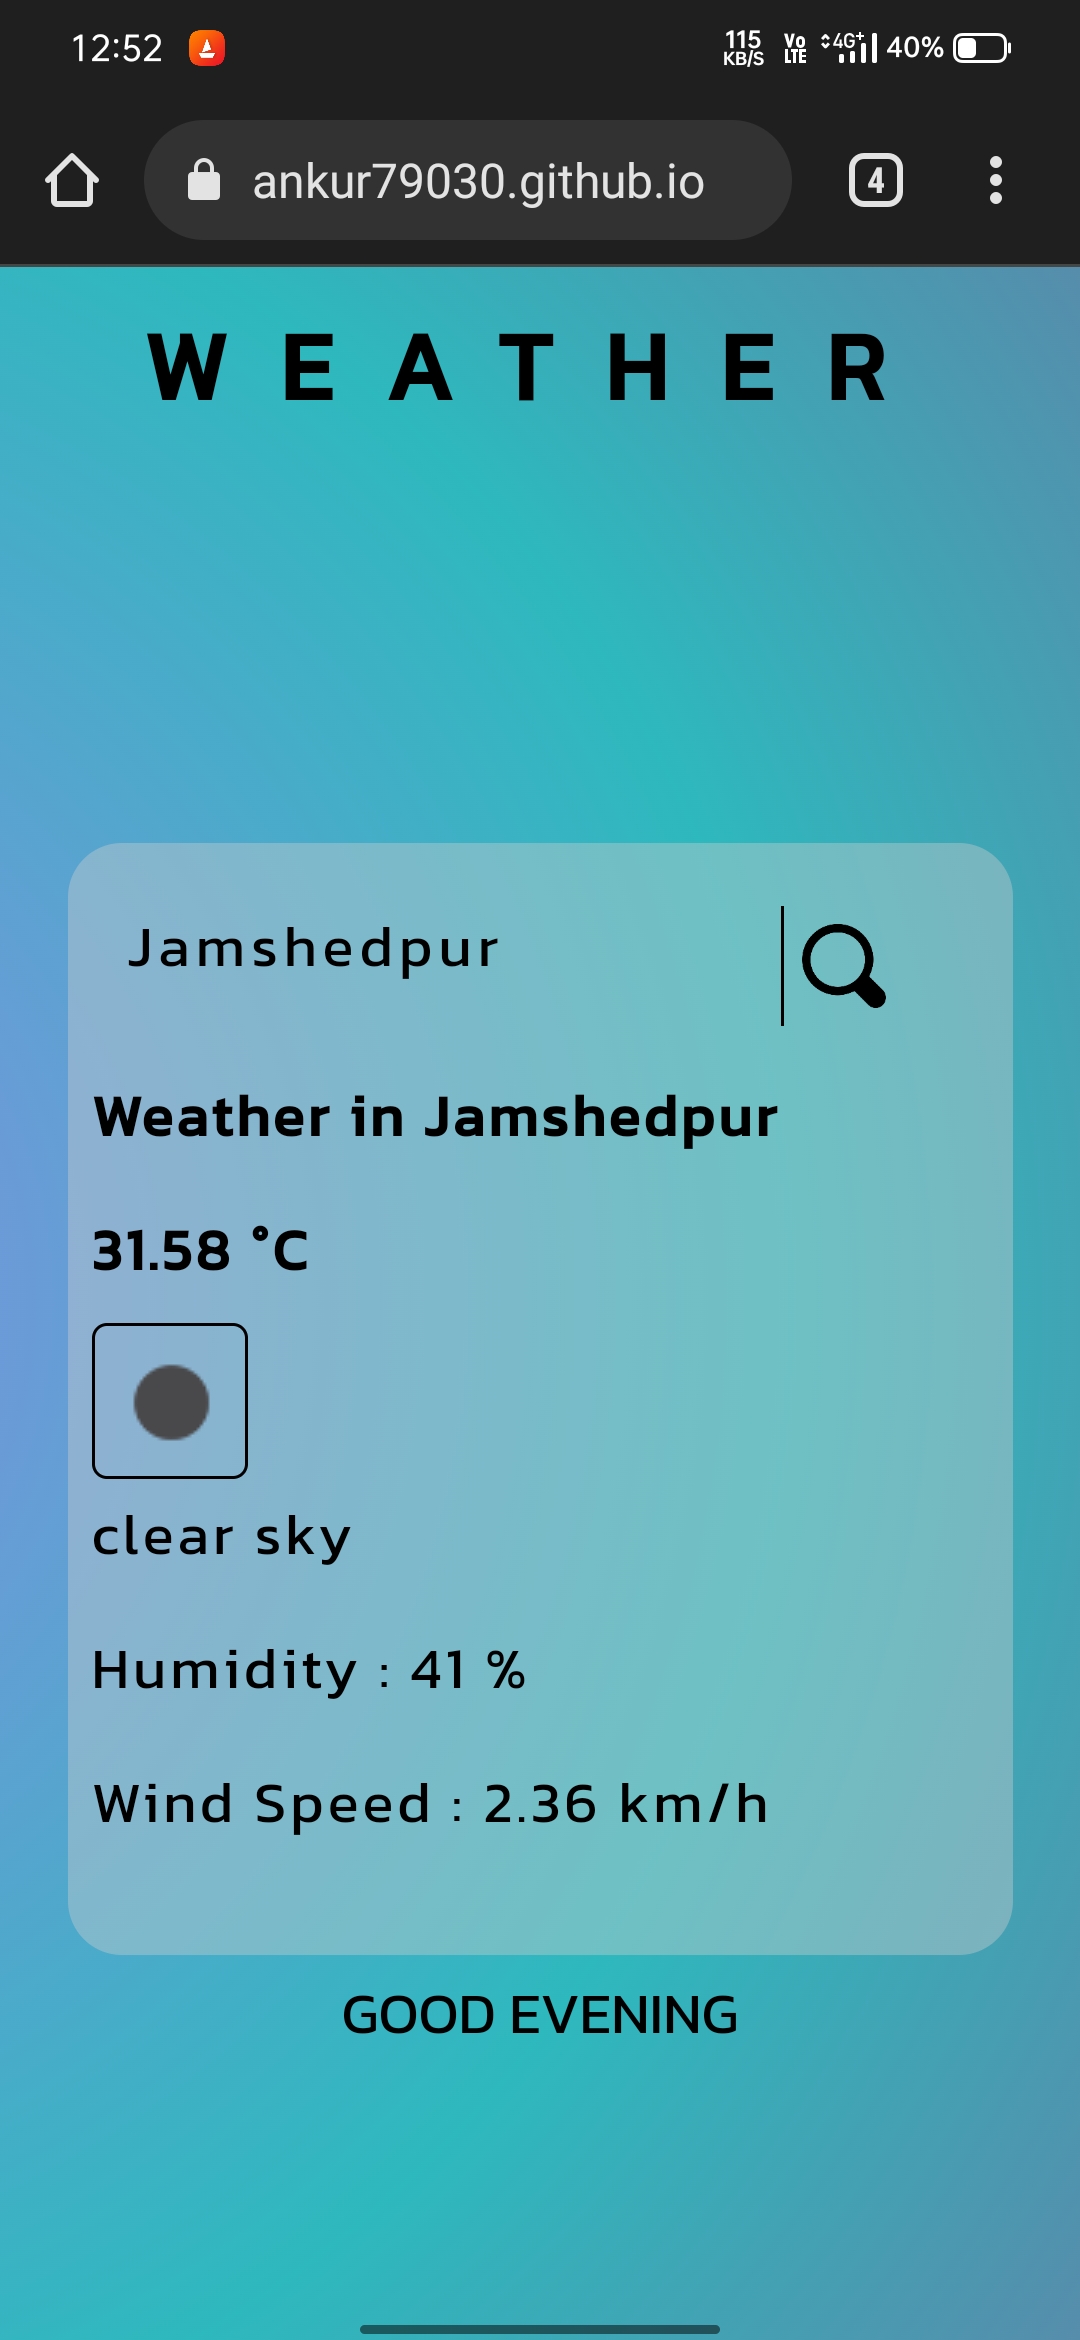 12:52 115 KB/S Vo LTE 4G+ 40%
ankur79030.github.io 4
WEATHER
Jamshedpur
Weather in Jamshedpur
31.58 °C
clear sky
Humidity : 41 %
Wind Speed : 2.36 km/h
GOOD EVENING